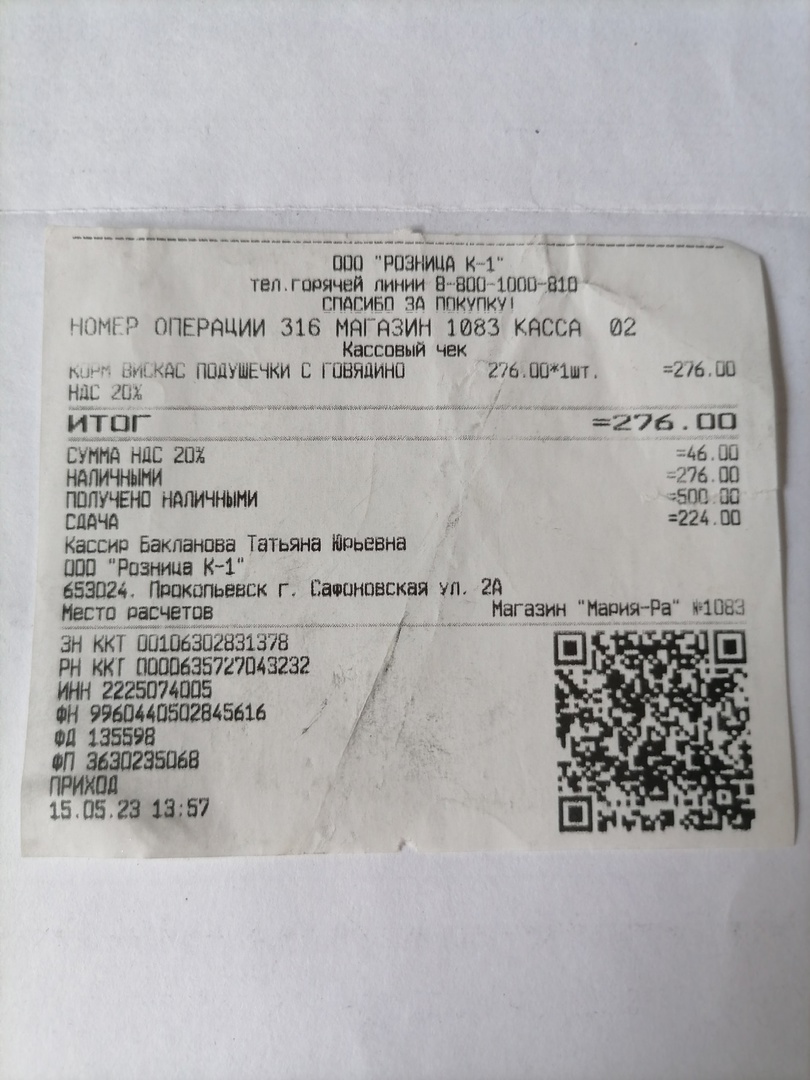 ООО "РОЗНИЦА К-1"
тел.горячей линии 8-800-1000-810
СПАСИБО ЗА ПОКУПКУ!
НОМЕР ОПЕРАЦИИ 316 МАГАЗИН 1083 КАССА 02
Кассовый чек
КОРМ ВИСКАС ПОДУШЕЧКИ С ГОВЯДИНО 276.00*1шт. =276.00
НДС 20%
ИТОГ =276.00
СУММА НДС 20% =46.00
НАЛИЧНЫМИ =276.00
ПОЛУЧЕНО НАЛИЧНЫМИ =500.00
СДАЧА =224.00
Кассир Бакланова Татьяна Юрьевна
ООО "Розница К-1"
653024. Прокопьевск г. Сафоновская ул. 2А
Место расчетов Магазин "Мария-Ра" №1083
ЗН ККТ 00106302831378
РН ККТ 0000635727043232
ИНН 2225074005
ФН 9960440502845616
ФД 135598
ФП 3630235068
ПРИХОД
15.05.23 13:57